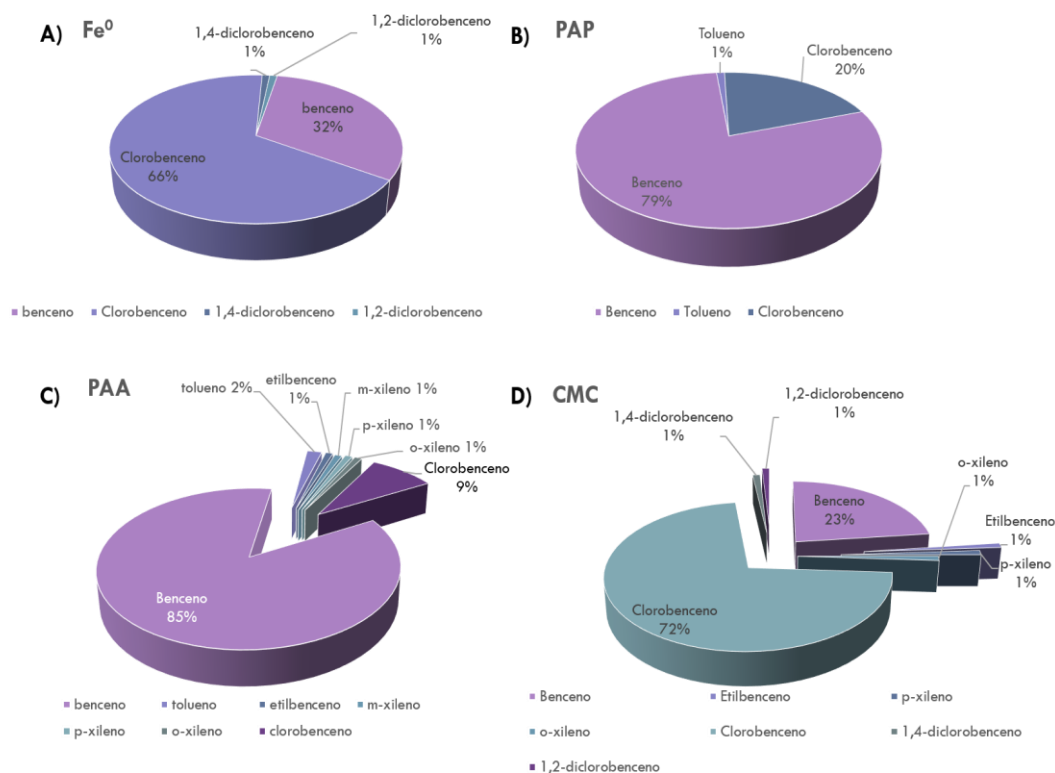 A) Fe⁰
1,4-diclorobenceno
1%
1,2-diclorobenceno
1%
benceno
32%
Clorobenceno
66%
benceno Clorobenceno 1,4-diclorobenceno 1,2-diclorobenceno
B) PAP
Tolueno
1%
Clorobenceno
20%
Benceno
79%
Benceno Tolueno Clorobenceno
C) PAA
tolueno 2%
etilbenceno
1%
m-xileno 1%
p-xileno 1%
o-xileno 1%
Clorobenceno
9%
Benceno
85%
benceno tolueno etilbenceno m-xileno
p-xileno o-xileno clorobenceno
D) CMC
1,4-diclorobenceno
1%
1,2-diclorobenceno
1%
Benceno
23%
o-xileno
1%
Etilbenceno
1%
p-xileno
1%
Clorobenceno
72%
Benceno Etilbenceno p-xileno
o-xileno Clorobenceno 1,4-diclorobenceno
1,2-diclorobenceno